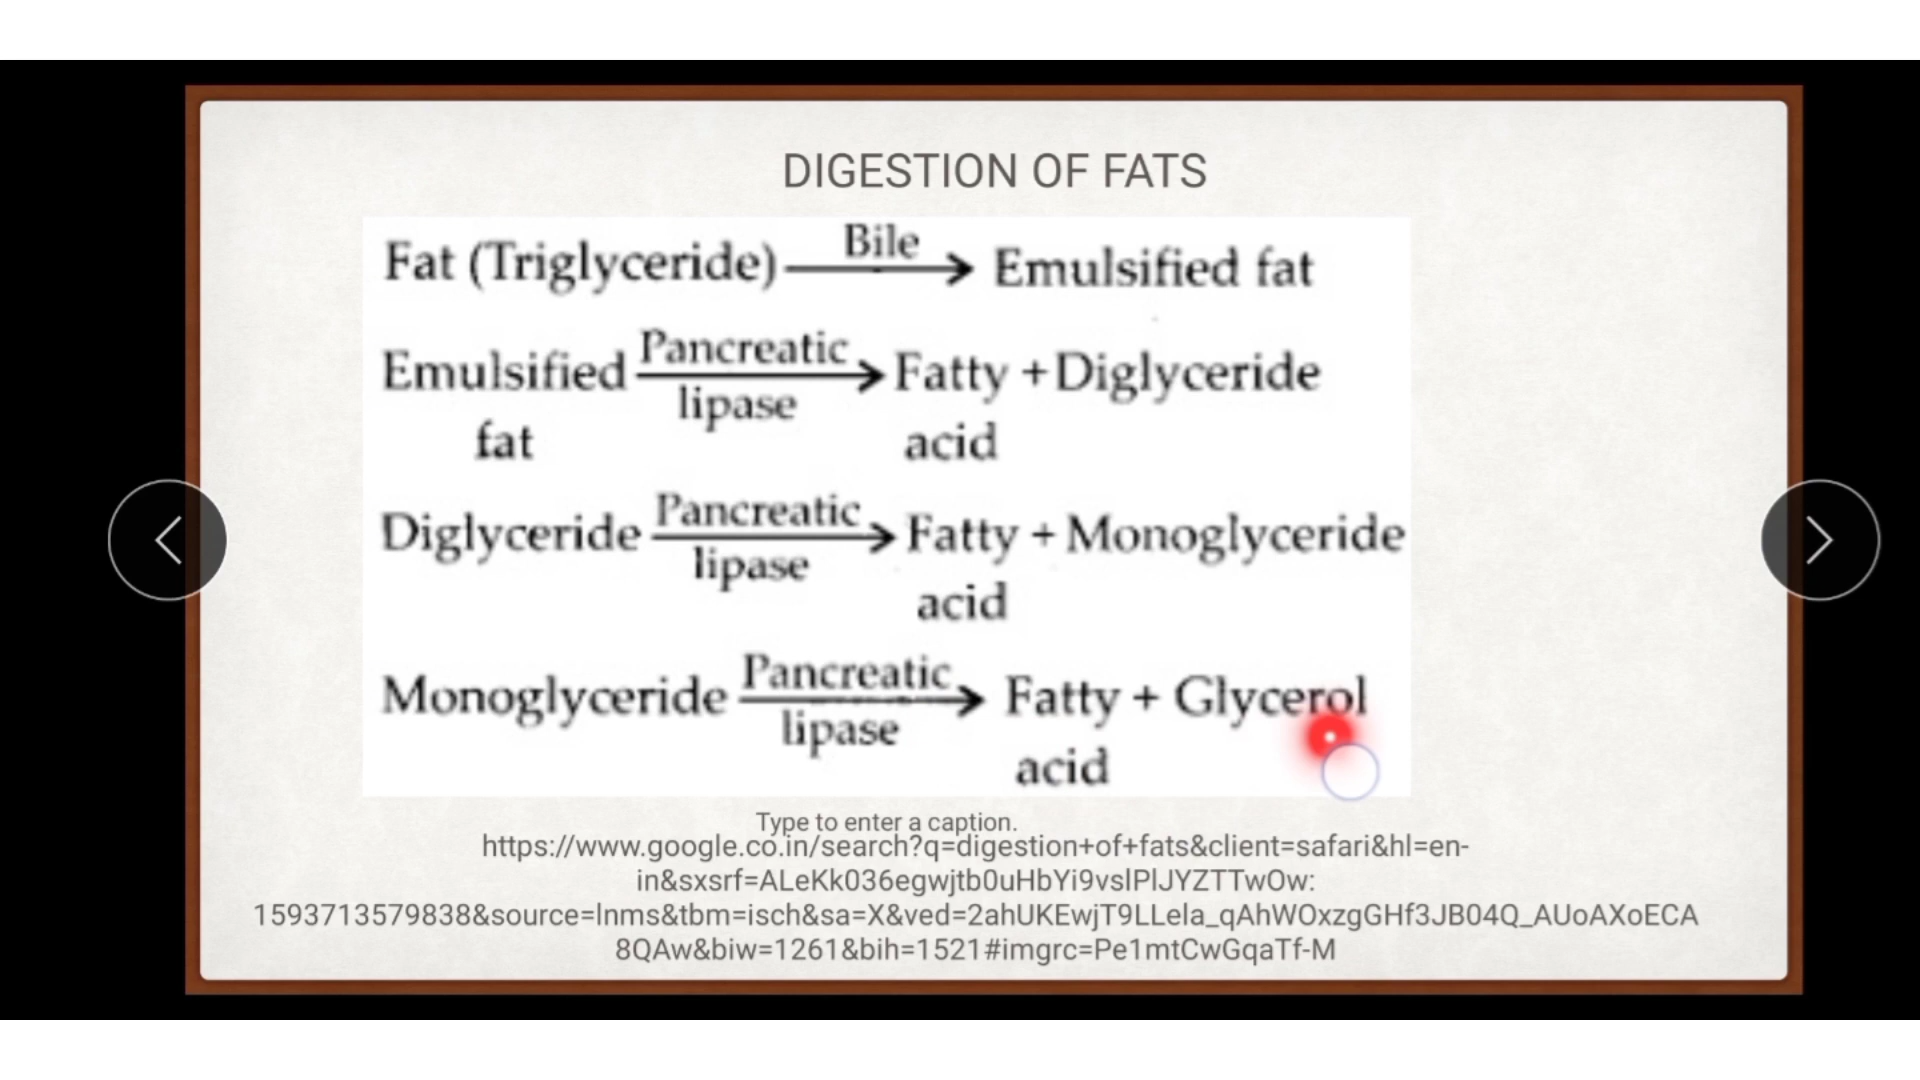 DIGESTION OF FATS
Fat (Triglyceride) Bile Emulsified fat
Emulsified fat Pancreatic lipase Fatty acid + Diglyceride
Diglyceride Pancreatic lipase Fatty acid + Monoglyceride
Monoglyceride Pancreatic lipase Fatty acid + Glycerol
Type to enter a caption.
https://www.google.co.in/search?q=digestion+of+fats&client=safari&hl=en-
in&sxsrf=ALeKk036egwjtb0uHbYi9vslPlJYZTTwOw:
1593713579838&source=lnms&tbm=isch&sa=X&ved=2ahUKEwjT9LLela_qAhWOxzgGHf3JB04Q_AUoAXoECA
8QAw&biw=1261&bih=1521#imgrc=Pe1mtCwGqaTf-M